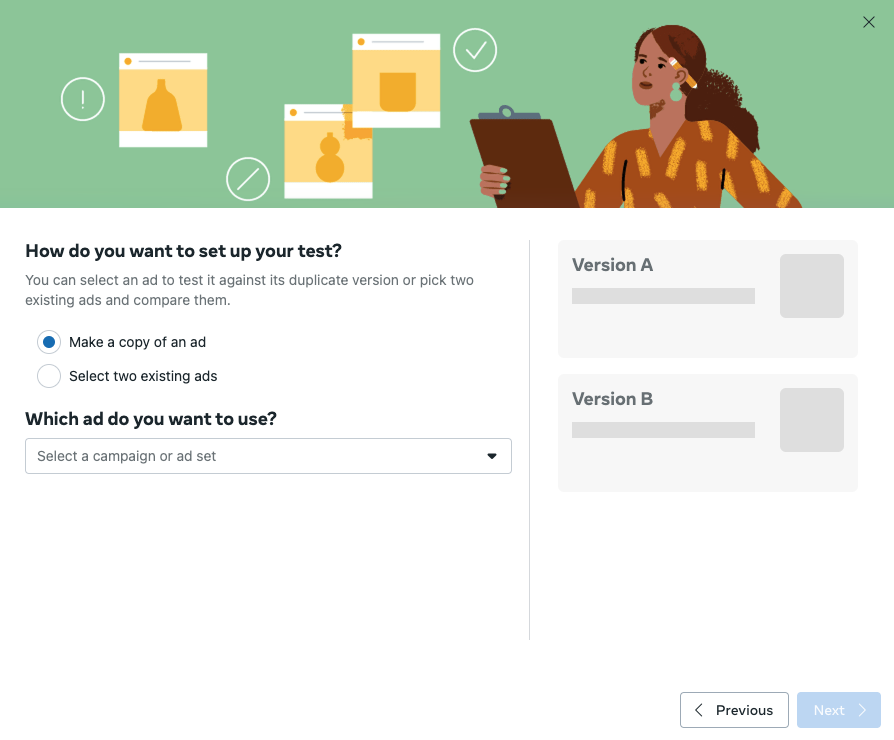 How do you want to set up your test?
You can select an ad to test it against its duplicate version or pick two
existing ads and compare them.
Make a copy of an ad
Select two existing ads
Which ad do you want to use?
Select a campaign or ad set
Version A
Version B
Previous
Next